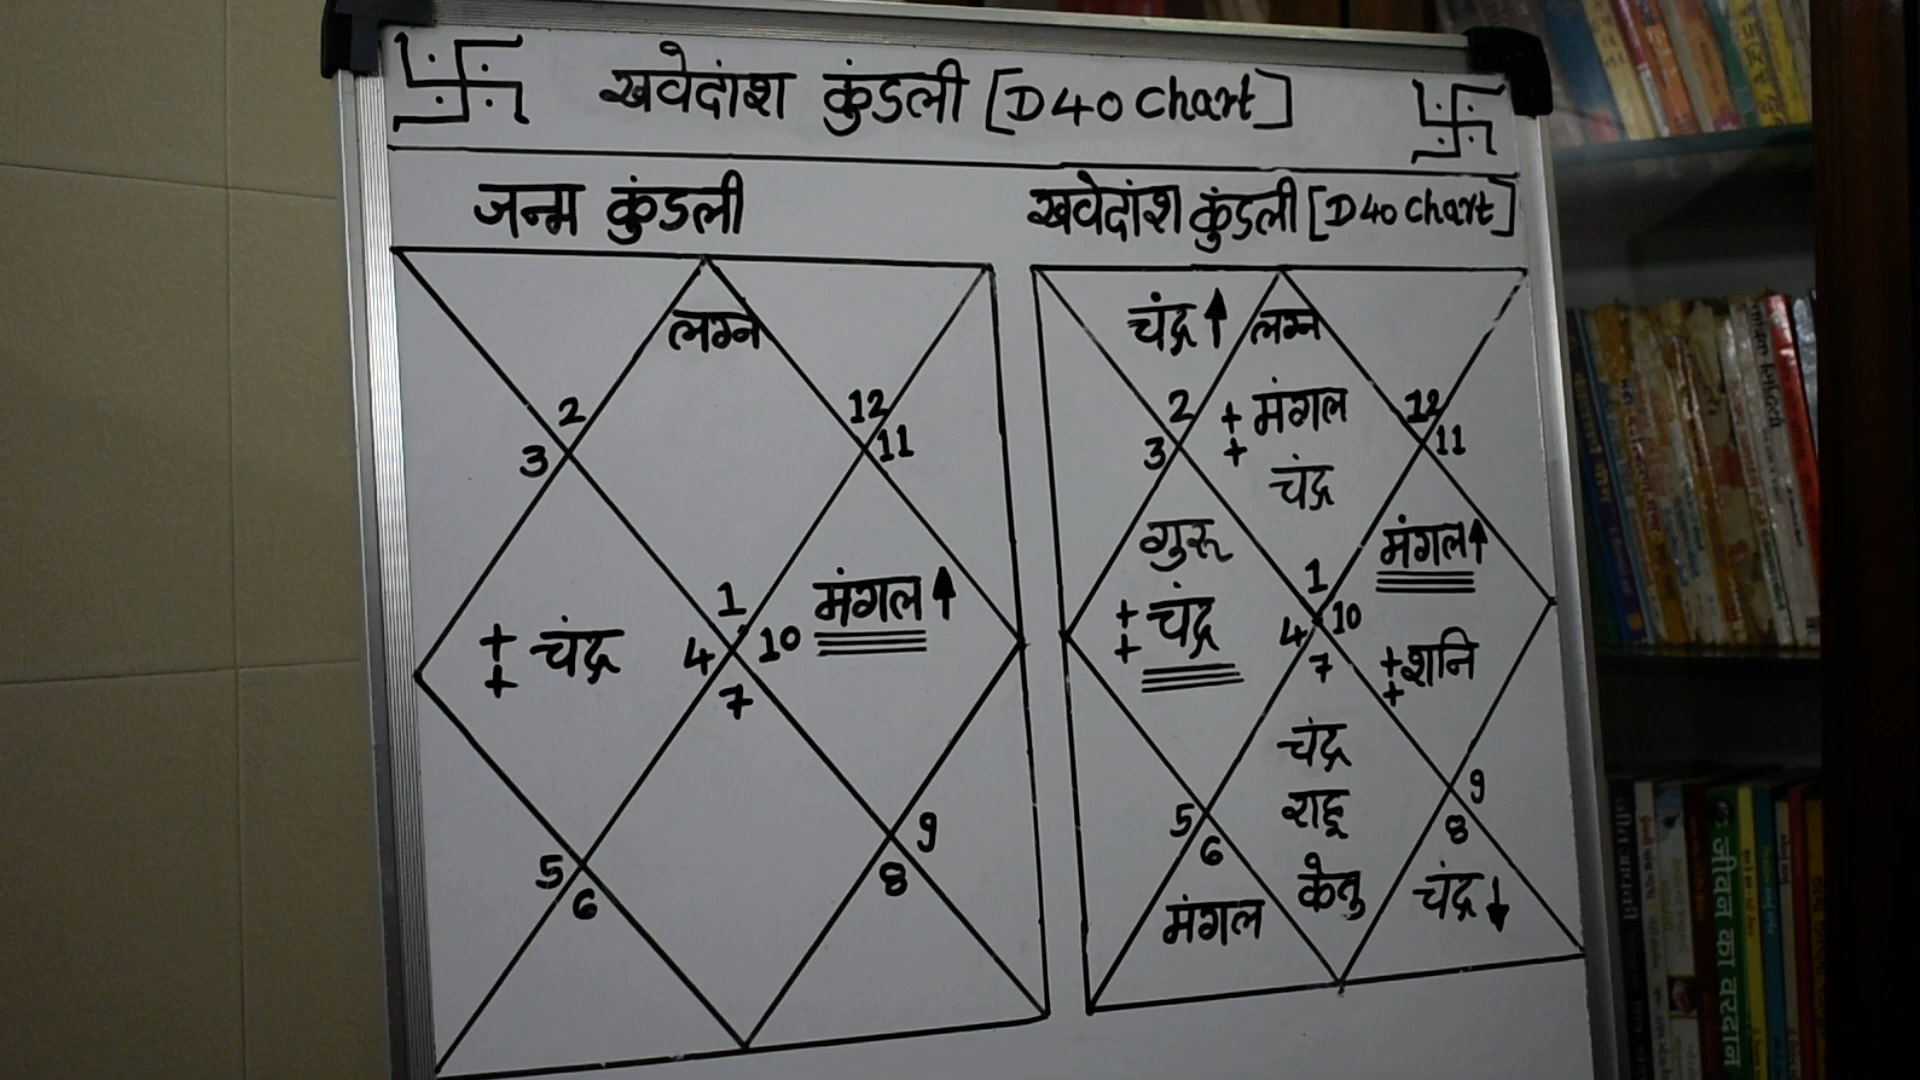 खवेदांश कुंडली [D40 Chart]
जन्म कुंडली
लग्न
2
12
3
11
1
मंगल ↑
++ चंद्र
4
10
7
5
9
6
8
खवेदांश कुंडली [D40 Chart]
चंद्र ↑
लग्न
2
++ मंगल
12
3
11
चंद्र
गुरू
मंगल ↑
1
++ चंद्र
4
10
7
++ शनि
चंद्र
राहू
केतु
5
9
6
8
मंगल
चंद्र ↓
जीवन का वरदान